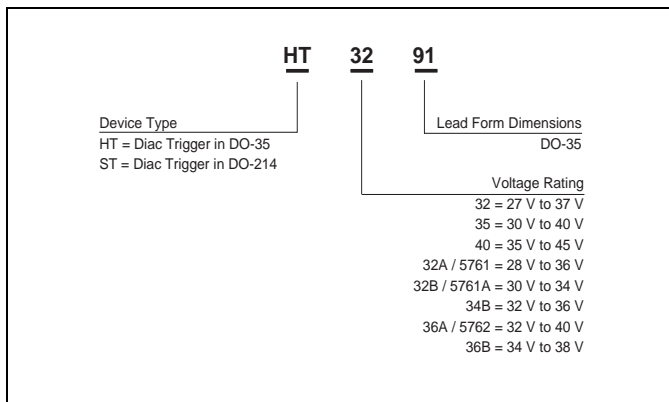 HT 32 91
Device Type
HT = Diac Trigger in DO-35
ST = Diac Trigger in DO-214
Lead Form Dimensions
DO-35
Voltage Rating
32 = 27 V to 37 V
35 = 30 V to 40 V
40 = 35 V to 45 V
32A / 5761 = 28 V to 36 V
32B / 5761A = 30 V to 34 V
34B = 32 V to 36 V
36A / 5762 = 32 V to 40 V
36B = 34 V to 38 V